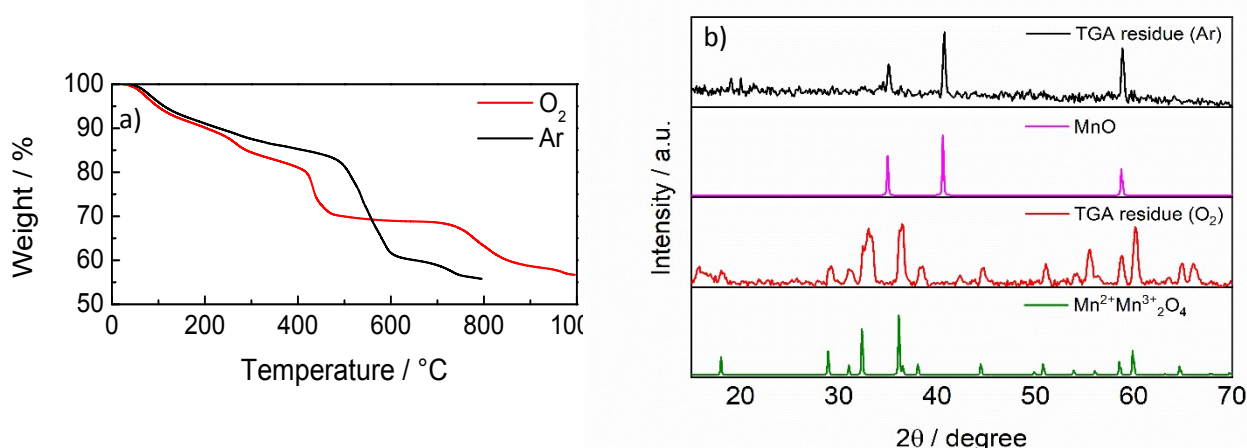 a)
O₂
Ar
100
90
80
70
60
50
Weight / %
0 200 400 600 800 100
Temperature / °C
b)
TGA residue (Ar)
MnO
TGA residue (O₂)
Mn²⁺Mn³⁺₂O₄
Intensity / a.u.
20 30 40 50 60 70
2θ / degree